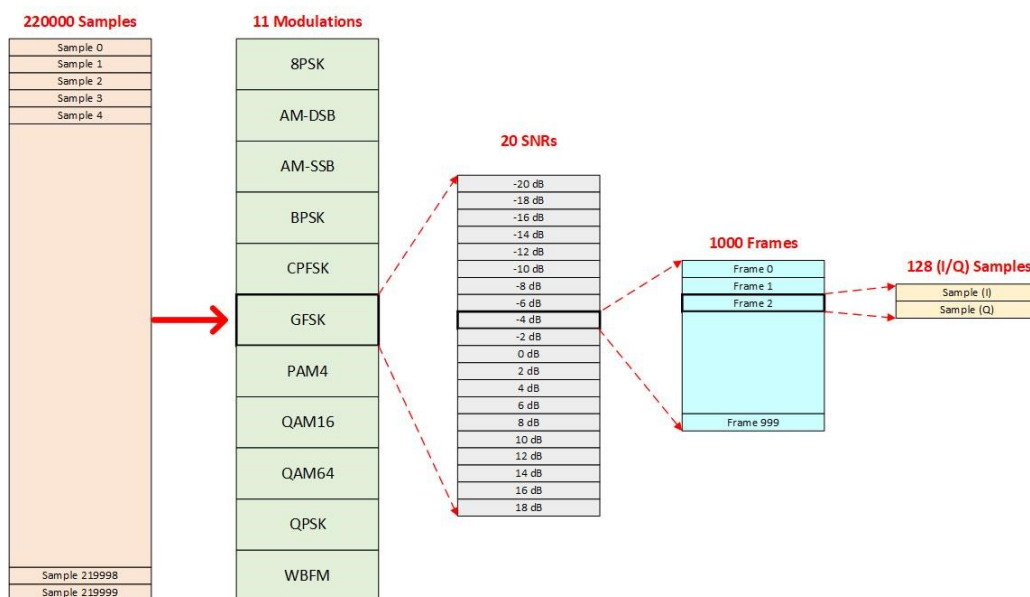 220000 Samples
Sample 0
Sample 1
Sample 2
Sample 3
Sample 4
Sample 219998
Sample 219999
11 Modulations
8PSK
AM-DSB
AM-SSB
BPSK
CPFSK
GFSK
PAM4
QAM16
QAM64
QPSK
WBFM
20 SNRs
-20 dB
-18 dB
-16 dB
-14 dB
-12 dB
-10 dB
-8 dB
-6 dB
-4 dB
-2 dB
0 dB
2 dB
4 dB
6 dB
8 dB
10 dB
12 dB
14 dB
16 dB
18 dB
1000 Frames
Frame 0
Frame 1
Frame 2
Frame 999
128 (I/Q) Samples
Sample (I)
Sample (Q)